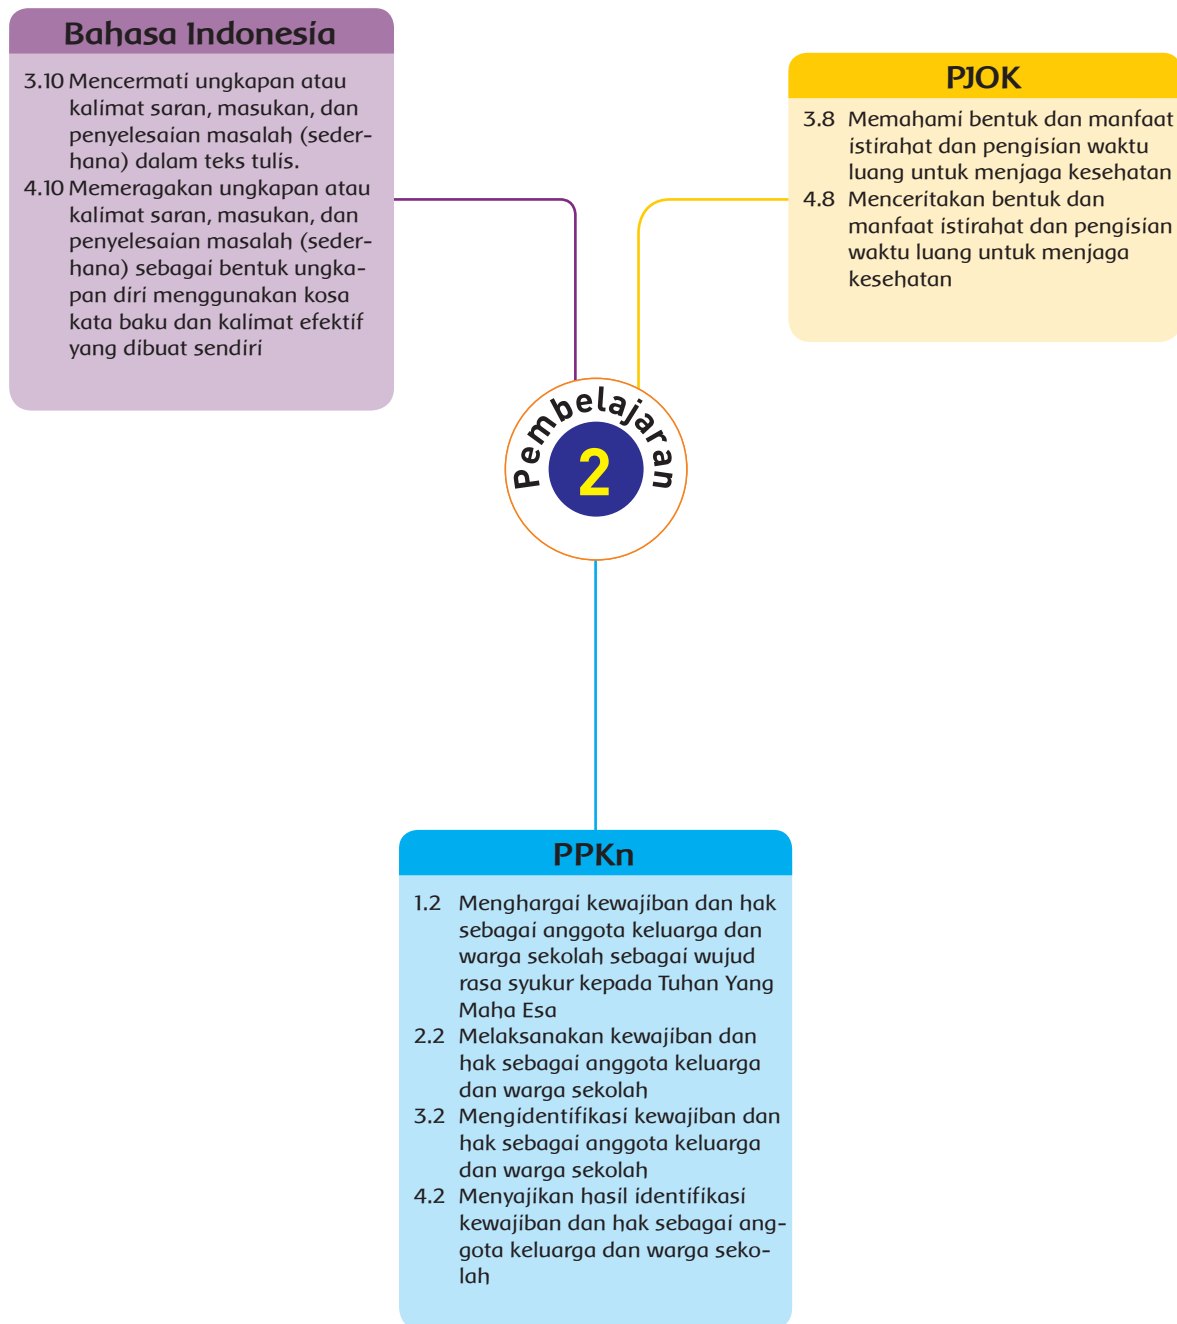 Bahasa Indonesia
3.10 Mencermati ungkapan atau
kalimat saran, masukan, dan
penyelesaian masalah (seder-
hana) dalam teks tulis.
4.10 Memeragakan ungkapan atau
kalimat saran, masukan, dan
penyelesaian masalah (seder-
hana) sebagai bentuk ungka-
pan diri menggunakan kosa
kata baku dan kalimat efektif
yang dibuat sendiri
PJOK
3.8 Memahami bentuk dan manfaat
istirahat dan pengisian waktu
luang untuk menjaga kesehatan
4.8 Menceritakan bentuk dan
manfaat istirahat dan pengisian
waktu luang untuk menjaga
kesehatan
Pembelajaran
2
PPKn
1.2 Menghargai kewajiban dan hak
sebagai anggota keluarga dan
warga sekolah sebagai wujud
rasa syukur kepada Tuhan Yang
Maha Esa
2.2 Melaksanakan kewajiban dan
hak sebagai anggota keluarga
dan warga sekolah
3.2 Mengidentifikasi kewajiban dan
hak sebagai anggota keluarga
dan warga sekolah
4.2 Menyajikan hasil identifikasi
kewajiban dan hak sebagai ang-
gota keluarga dan warga seko-
lah